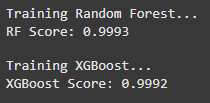 Training Random Forest...
RF Score: 0.9993
Training XGBoost...
XGBoost Score: 0.9992